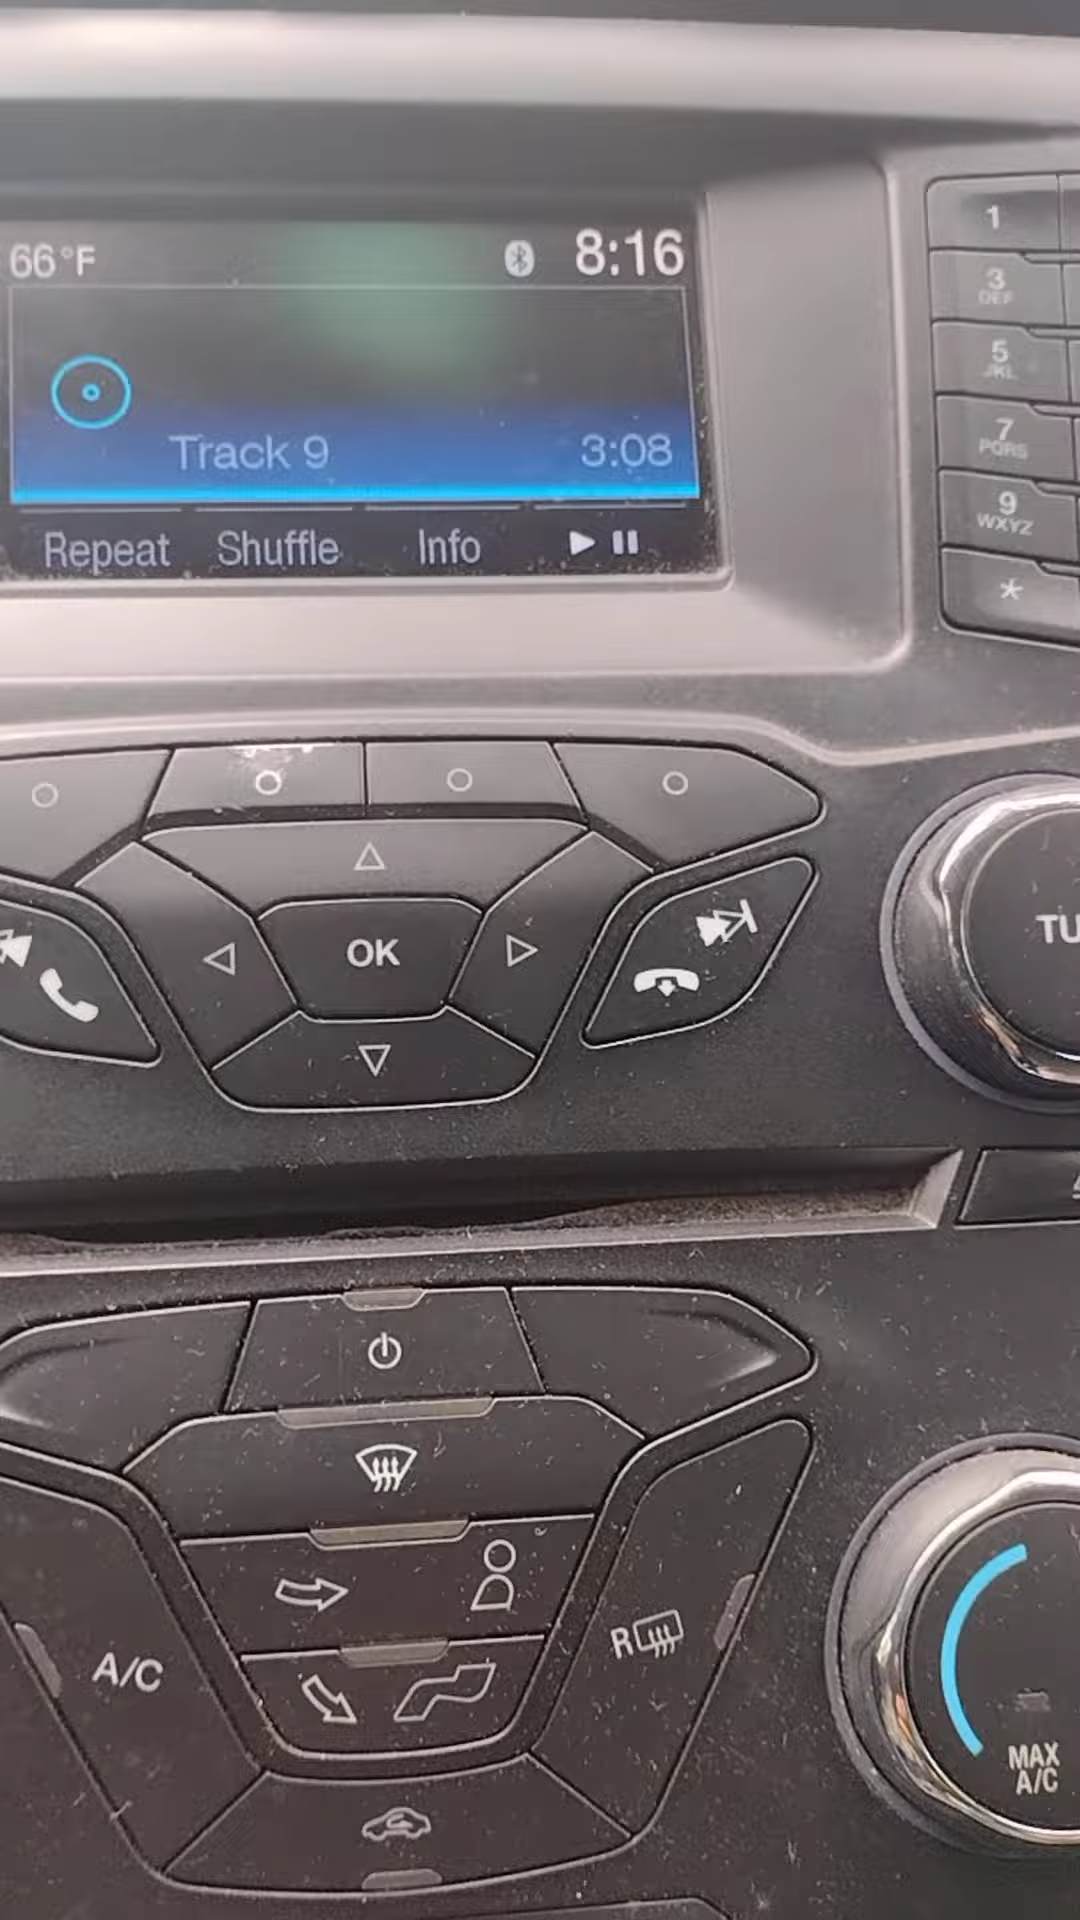 66°F 8:16
Track 9 3:08
Repeat Shuffle Info
1
3
DEF
5
JKL
7
PQRS
9
WXYZ
*
OK
TU
A/C
R
MAX
A/C